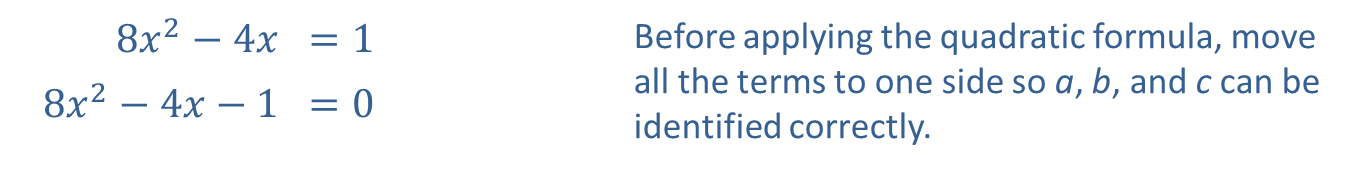 8x² − 4x = 1
8x² − 4x − 1 = 0
Before applying the quadratic formula, move
all the terms to one side so a, b, and c can be
identified correctly.